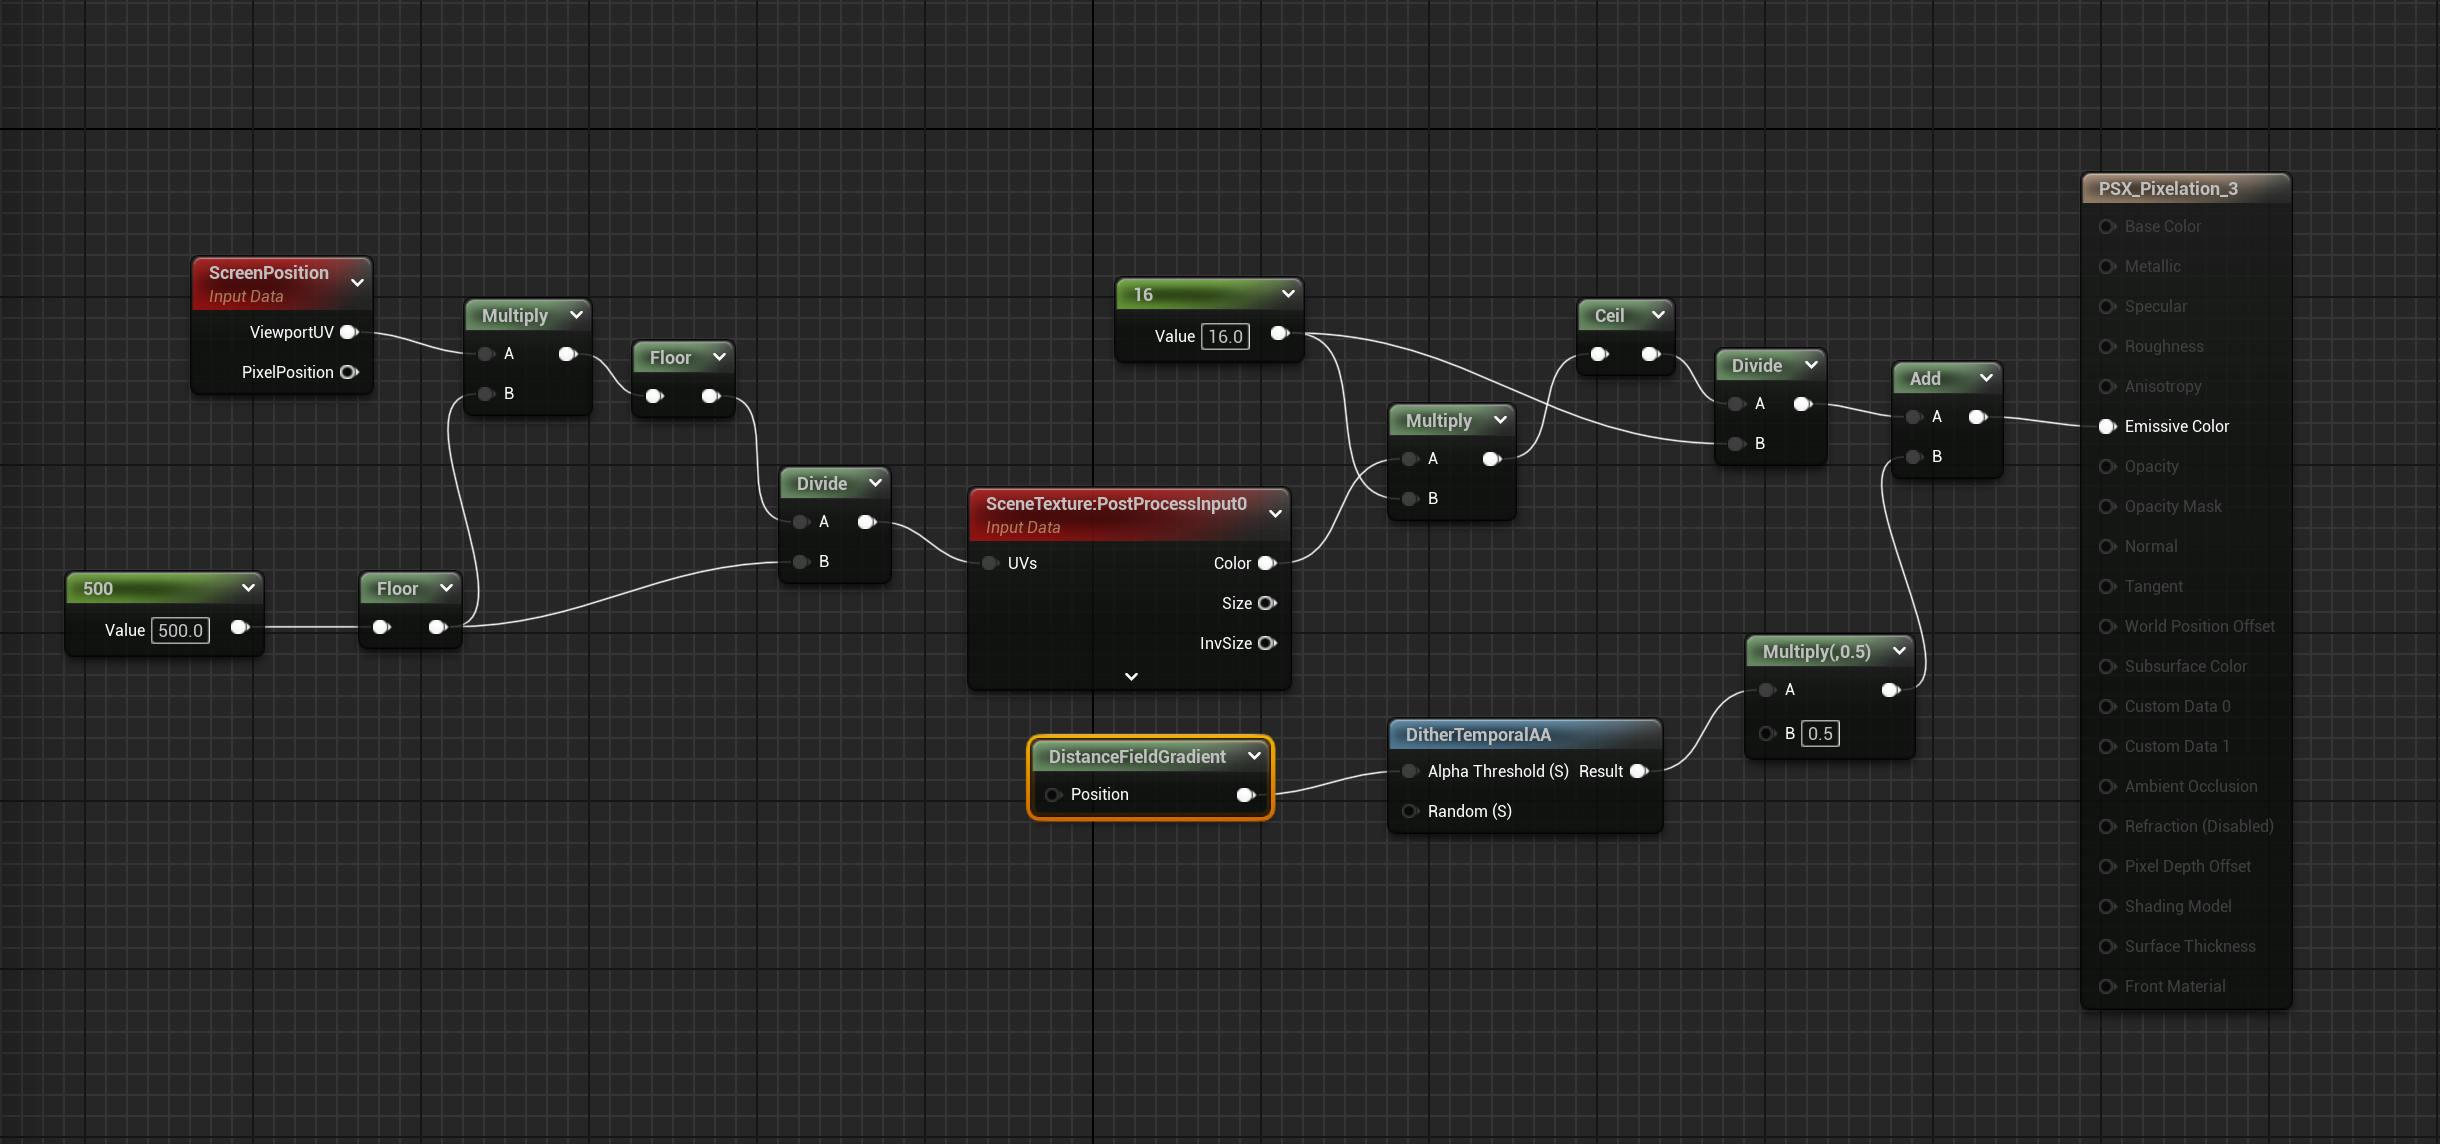 ScreenPosition
Input Data
ViewportUV
PixelPosition
Multiply
A
B
Floor
500
Value 500.0
Floor
Divide
A
B
SceneTexture:PostProcessInput0
Input Data
UVs
Color
Size
InvSize
16
Value 16.0
Multiply
A
B
Ceil
Divide
A
B
Add
A
B
DistanceFieldGradient
Position
DitherTemporalAA
Alpha Threshold (S) Result
Random (S)
Multiply(,0.5)
A
B 0.5
PSX_Pixelation_3
Base Color
Metallic
Specular
Roughness
Anisotropy
Emissive Color
Opacity
Opacity Mask
Normal
Tangent
World Position Offset
Subsurface Color
Custom Data 0
Custom Data 1
Ambient Occlusion
Refraction (Disabled)
Pixel Depth Offset
Shading Model
Surface Thickness
Front Material